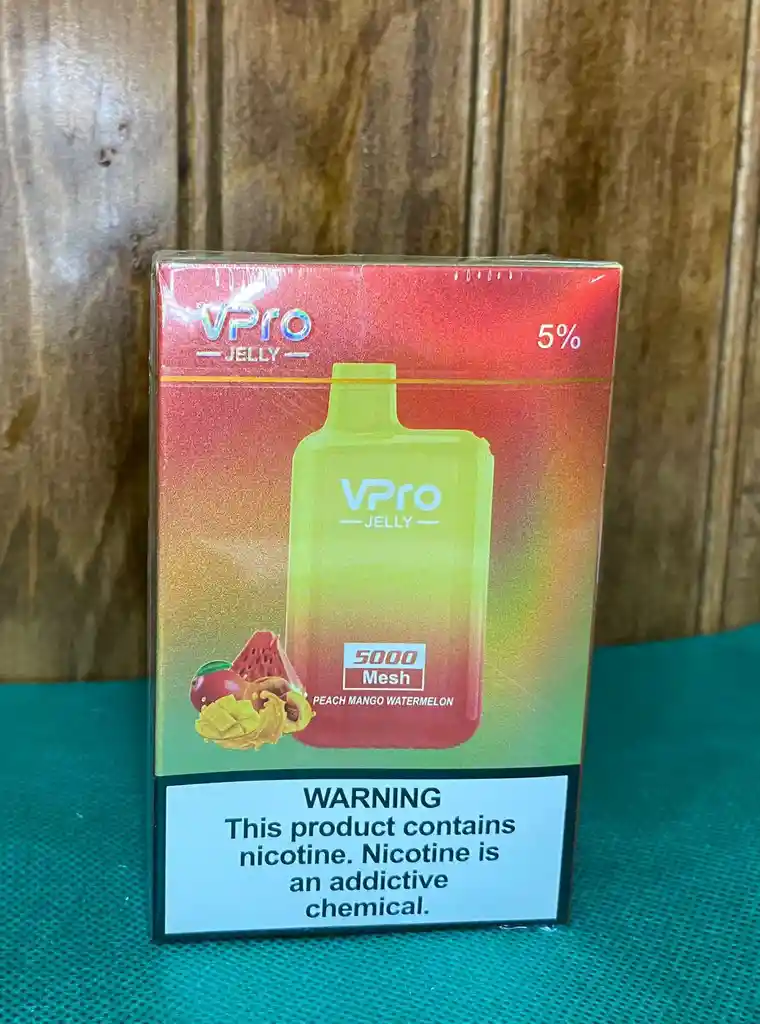 VPro
JELLY
5%
VPro
JELLY
5000
Mesh
PEACH MANGO WATERMELON
WARNING
This product contains
nicotine. Nicotine is
an addictive
chemical.